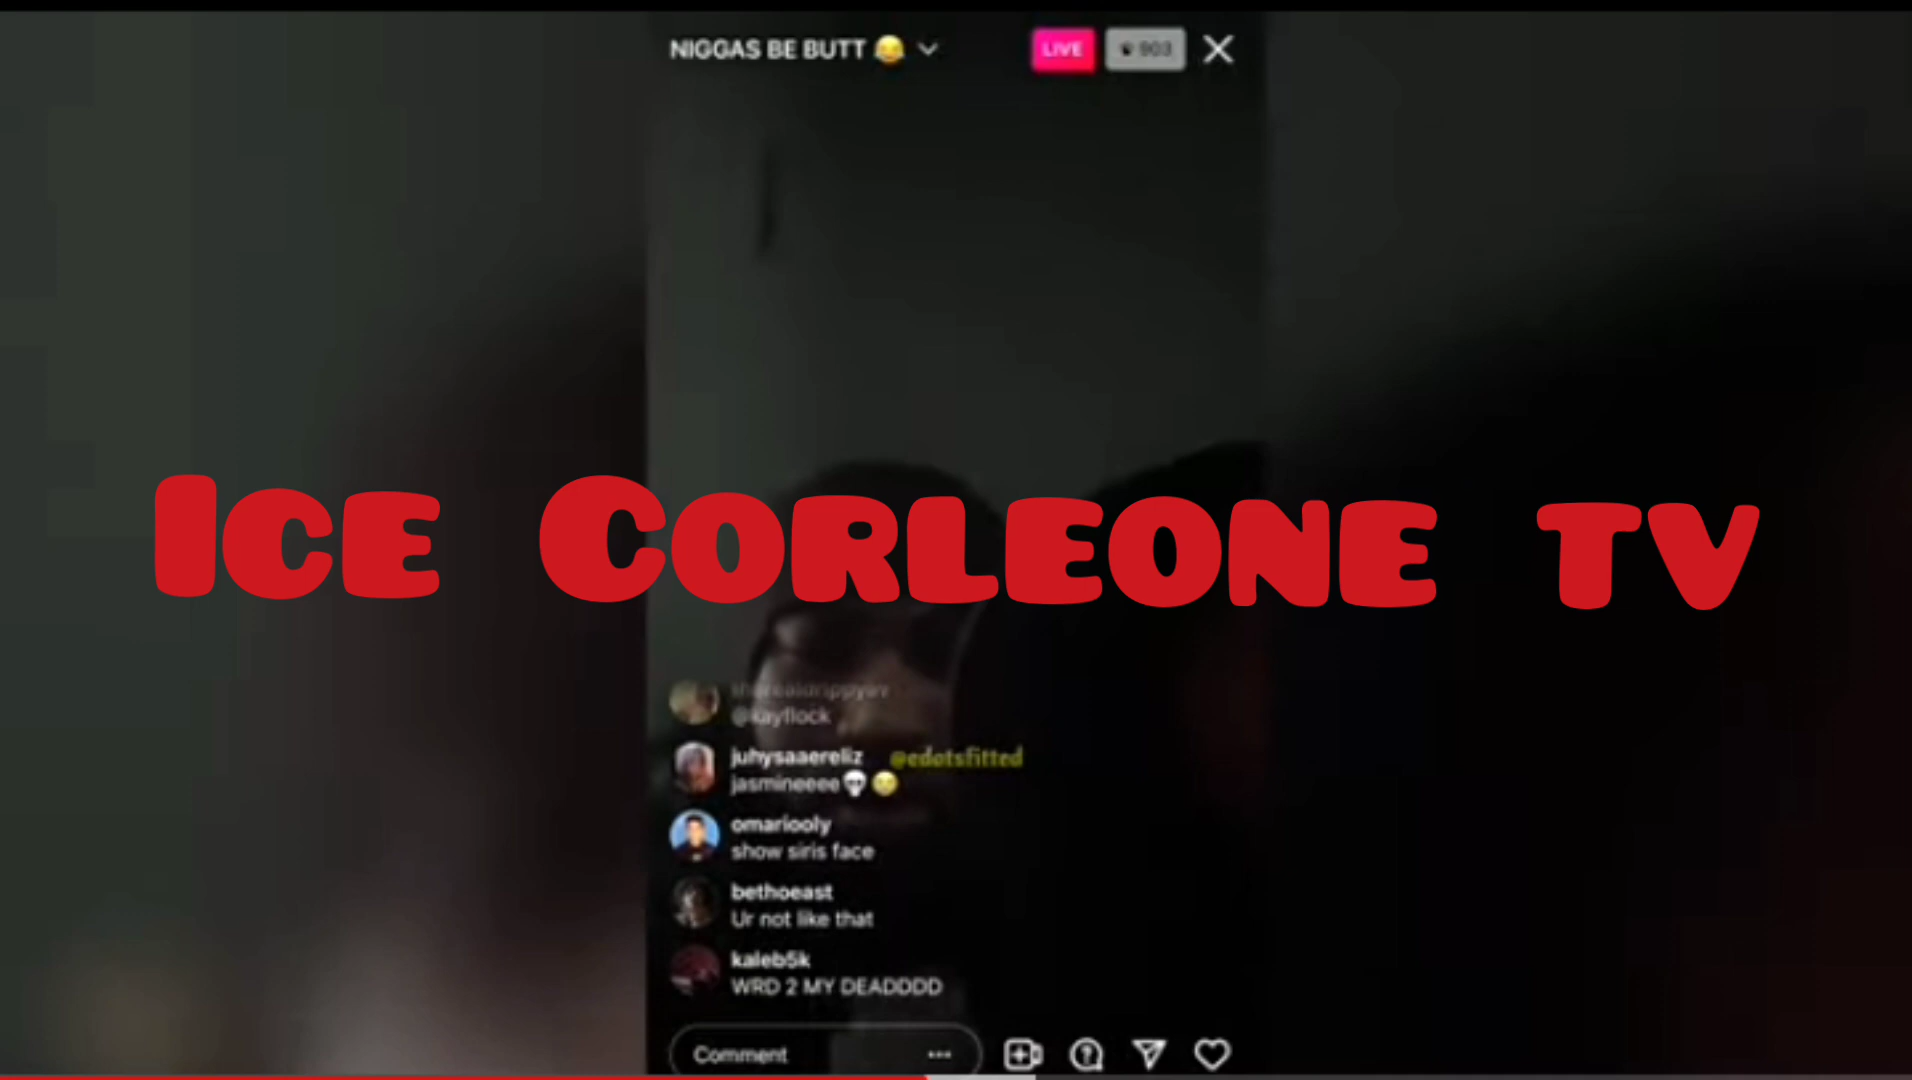 NIGGAS BE BUTT 😂
LIVE
903
Ice Corleone tv
@kayflock
juhysaaereliz @edotsfitted
jasmineeee💀😑
omariooly
show siris face
bethoeast
Ur not like that
kaleb5k
WRD 2 MY DEADDDD
Comment